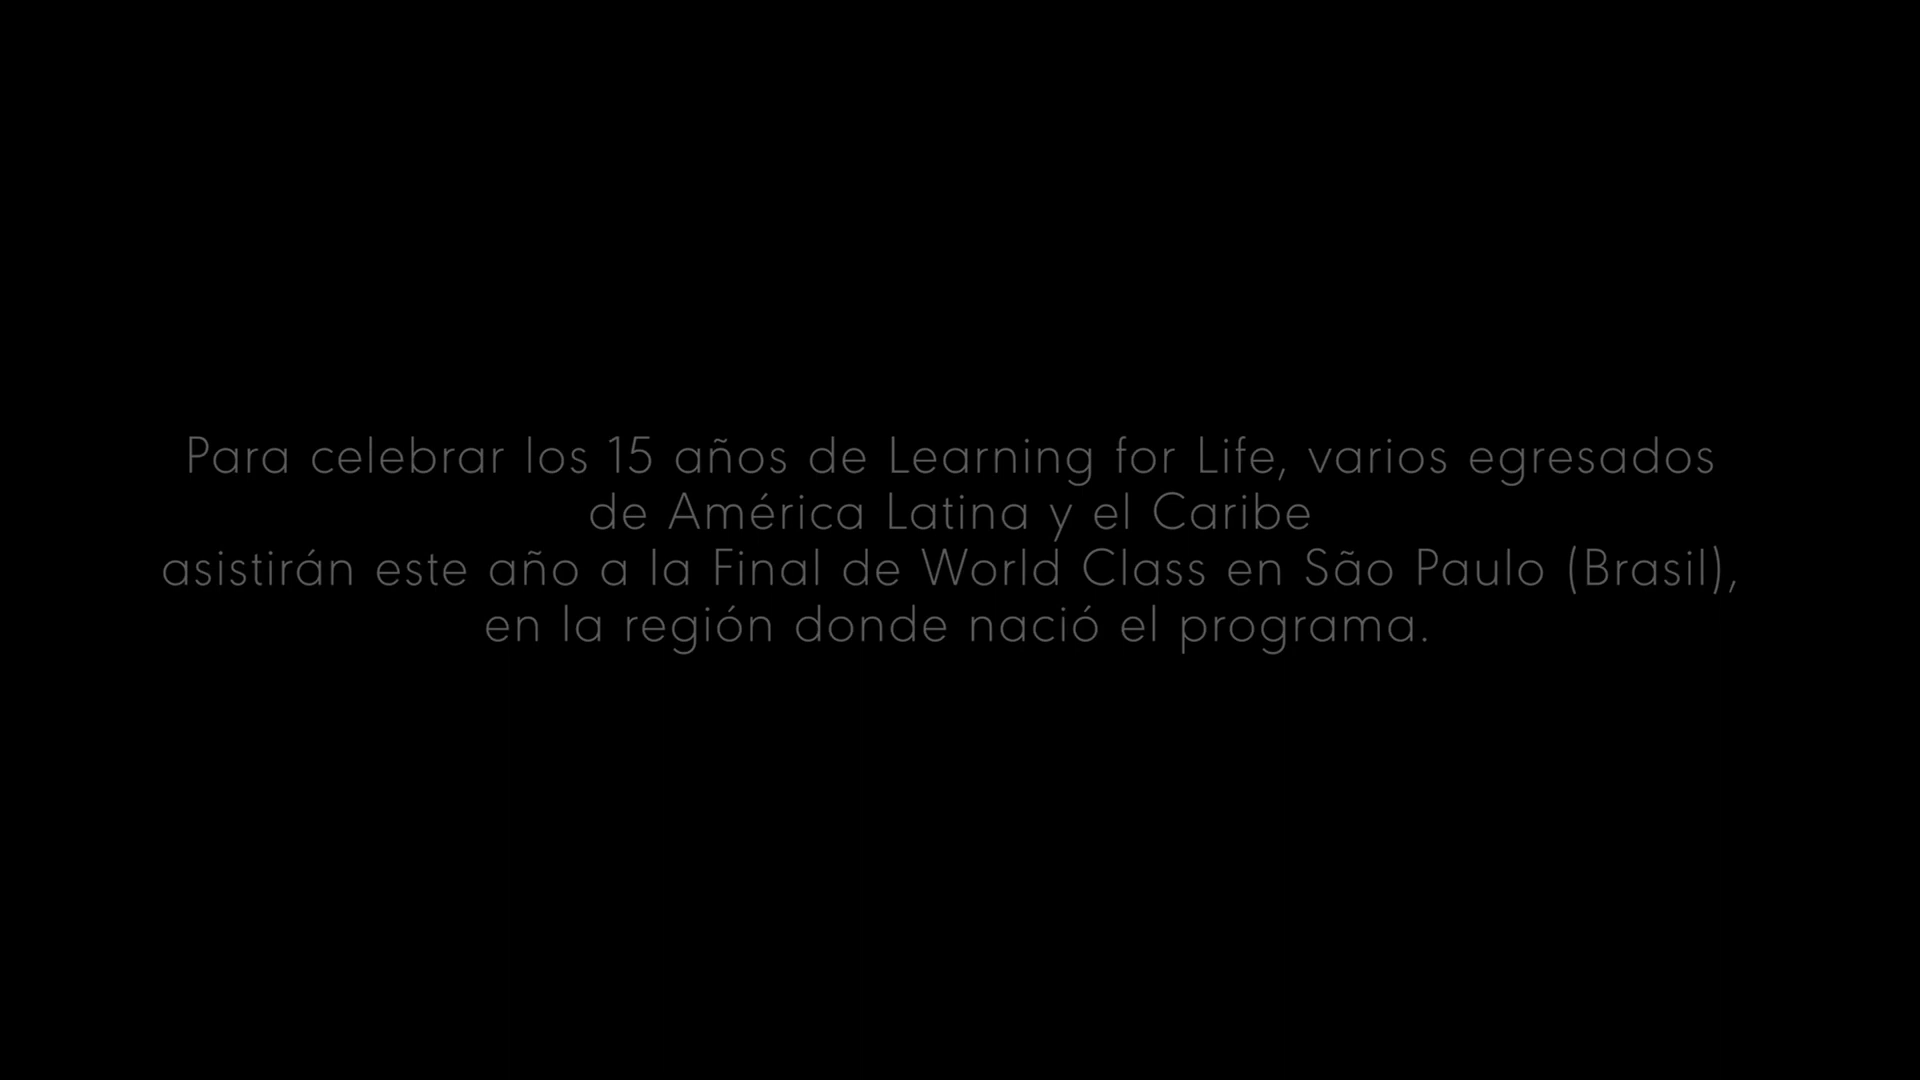 Para celebrar los 15 años de Learning for Life, varios egresados
de América Latina y el Caribe
asistirán este año a la Final de World Class en São Paulo (Brasil),
en la región donde nació el programa.